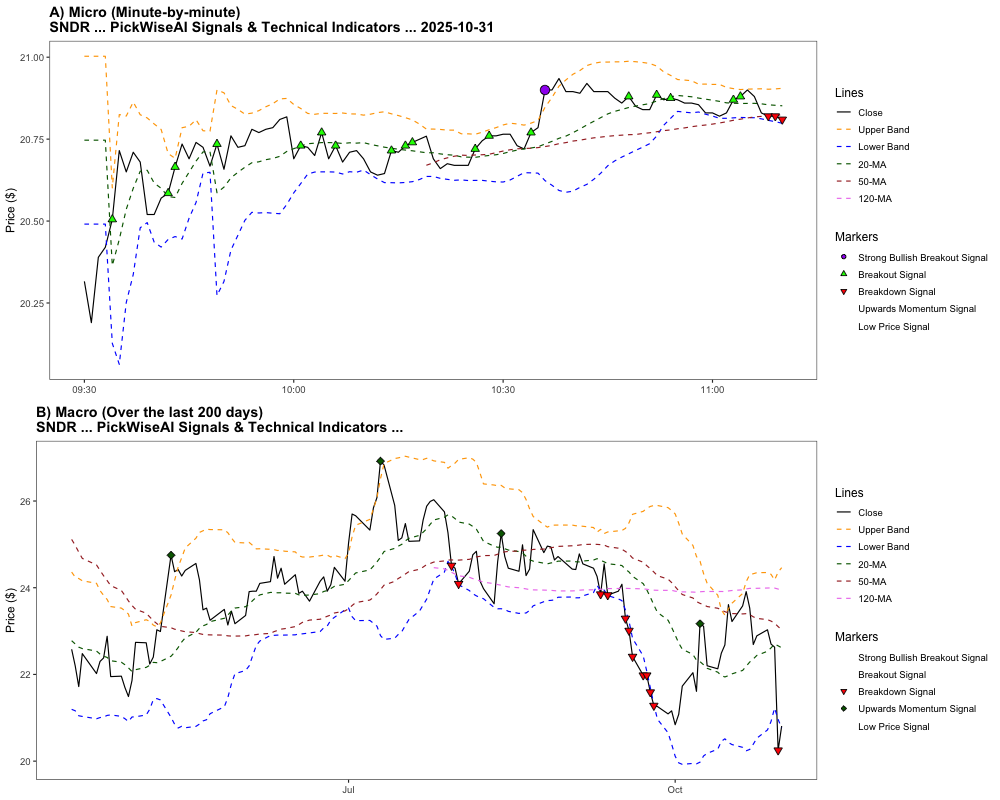 A) Micro (Minute-by-minute)
SNDR ... PickWiseAI Signals & Technical Indicators ... 2025-10-31
21.00
20.75
20.50
20.25
Price ($)
09:30
10:00
10:30
11:00
Lines
Close
Upper Band
Lower Band
20-MA
50-MA
120-MA
Markers
Strong Bullish Breakout Signal
Breakout Signal
Breakdown Signal
Upwards Momentum Signal
Low Price Signal
B) Macro (Over the last 200 days)
SNDR ... PickWiseAI Signals & Technical Indicators ...
26
24
22
20
Price ($)
Jul
Oct
Lines
Close
Upper Band
Lower Band
20-MA
50-MA
120-MA
Markers
Strong Bullish Breakout Signal
Breakout Signal
Breakdown Signal
Upwards Momentum Signal
Low Price Signal